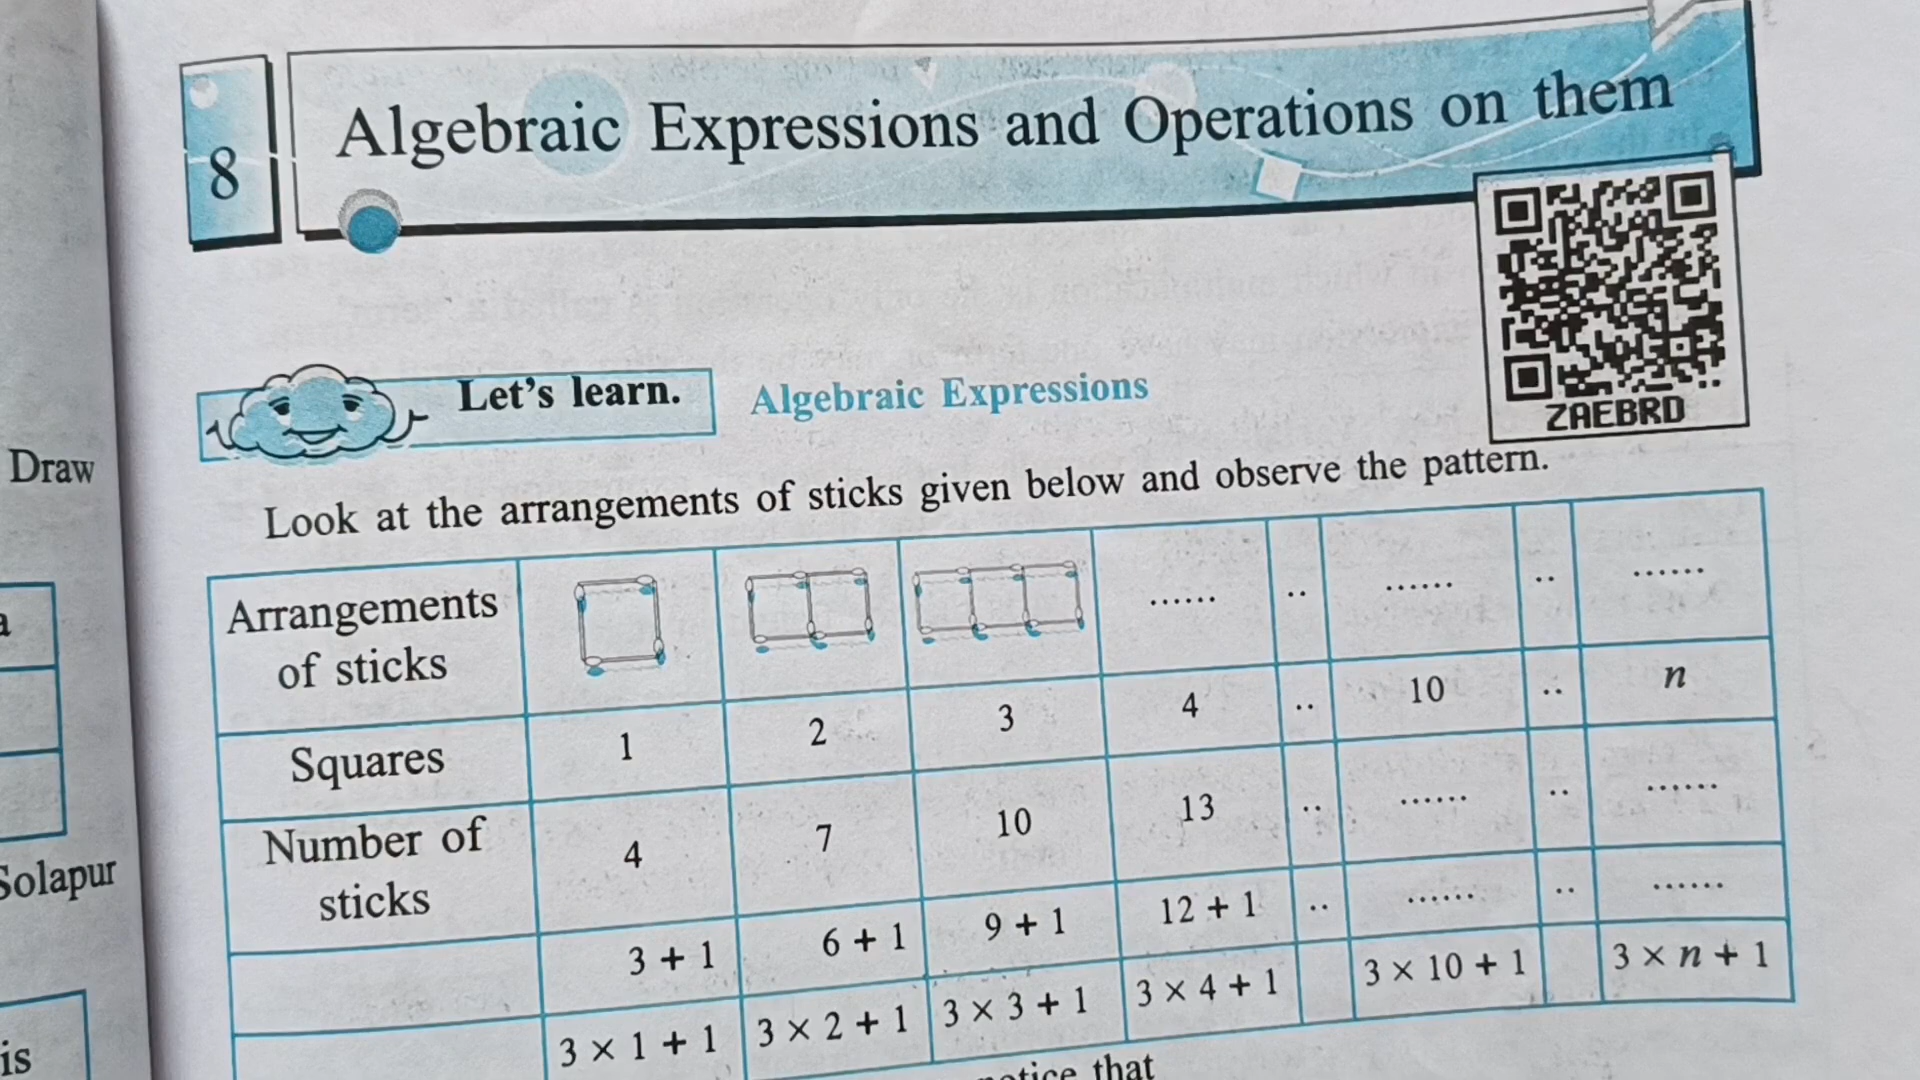 8
Algebraic Expressions and Operations on them
ZAEBRD
Let's learn. Algebraic Expressions
Look at the arrangements of sticks given below and observe the pattern.
Arrangements of sticks ...... .. ...... .. ......
Squares 1 2 3 4 .. 10 .. n
Number of sticks 4 7 10 13 .. ...... .. ......
3 + 1 6 + 1 9 + 1 12 + 1 .. ...... .. ......
3 × 1 + 1 3 × 2 + 1 3 × 3 + 1 3 × 4 + 1 3 × 10 + 1 3 × n + 1
that
Draw
Solapur
is